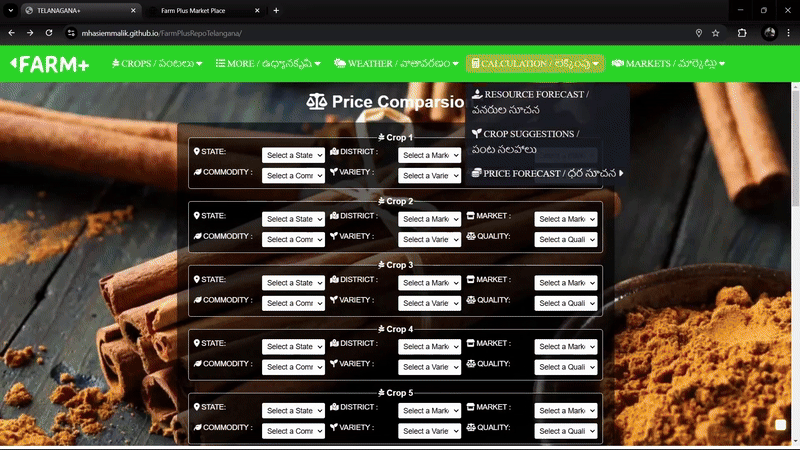 TELANAGANA+
Farm Plus Market Place
mhasiemmalik.github.io/FarmPlusRepoTelangana/
FARM+
CROPS / పంటలు
MORE / ఉధ్యానకృషి
WEATHER / వాతావరణం
CALCULATION / లెక్కింపు
MARKETS / మార్కెట్లు
RESOURCE FORECAST /
వనరుల సూచన
CROP SUGGESTIONS /
పంట సలహాలు
PRICE FORECAST / ధర సూచన
Price Comparsio
Crop 1
STATE: Select a State DISTRICT : Select a Mark
COMMODITY : Select a Comm VARIETY : Select a Varie
Crop 2
STATE: Select a State DISTRICT : Select a Mark MARKET : Select a Mark
COMMODITY : Select a Comm VARIETY : Select a Varie QUALITY: Select a Quali
Crop 3
STATE: Select a State DISTRICT : Select a Mark MARKET : Select a Mark
COMMODITY : Select a Comm VARIETY : Select a Varie QUALITY: Select a Quali
Crop 4
STATE: Select a State DISTRICT : Select a Mark MARKET : Select a Mark
COMMODITY : Select a Comm VARIETY : Select a Varie QUALITY: Select a Quali
Crop 5
STATE: Select a State DISTRICT : Select a Mark MARKET : Select a Mark
COMMODITY : Select a Comm VARIETY : Select a Varie QUALITY: Select a Quali